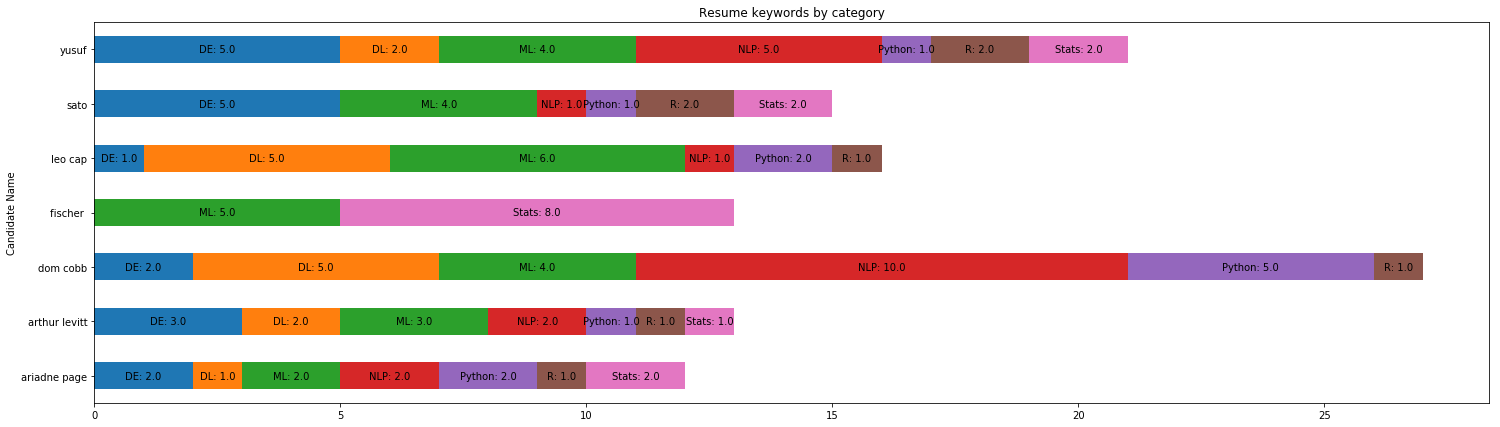 Resume keywords by category
Candidate Name
yusuf DE: 5.0 DL: 2.0 ML: 4.0 NLP: 5.0 Python: 1.0 R: 2.0 Stats: 2.0
sato DE: 5.0 ML: 4.0 NLP: 1.0 Python: 1.0 R: 2.0 Stats: 2.0
leo cap DE: 1.0 DL: 5.0 ML: 6.0 NLP: 1.0 Python: 2.0 R: 1.0
fischer ML: 5.0 Stats: 8.0
dom cobb DE: 2.0 DL: 5.0 ML: 4.0 NLP: 10.0 Python: 5.0 R: 1.0
arthur levitt DE: 3.0 DL: 2.0 ML: 3.0 NLP: 2.0 Python: 1.0 R: 1.0 Stats: 1.0
ariadne page DE: 2.0 DL: 1.0 ML: 2.0 NLP: 2.0 Python: 2.0 R: 1.0 Stats: 2.0
0 5 10 15 20 25